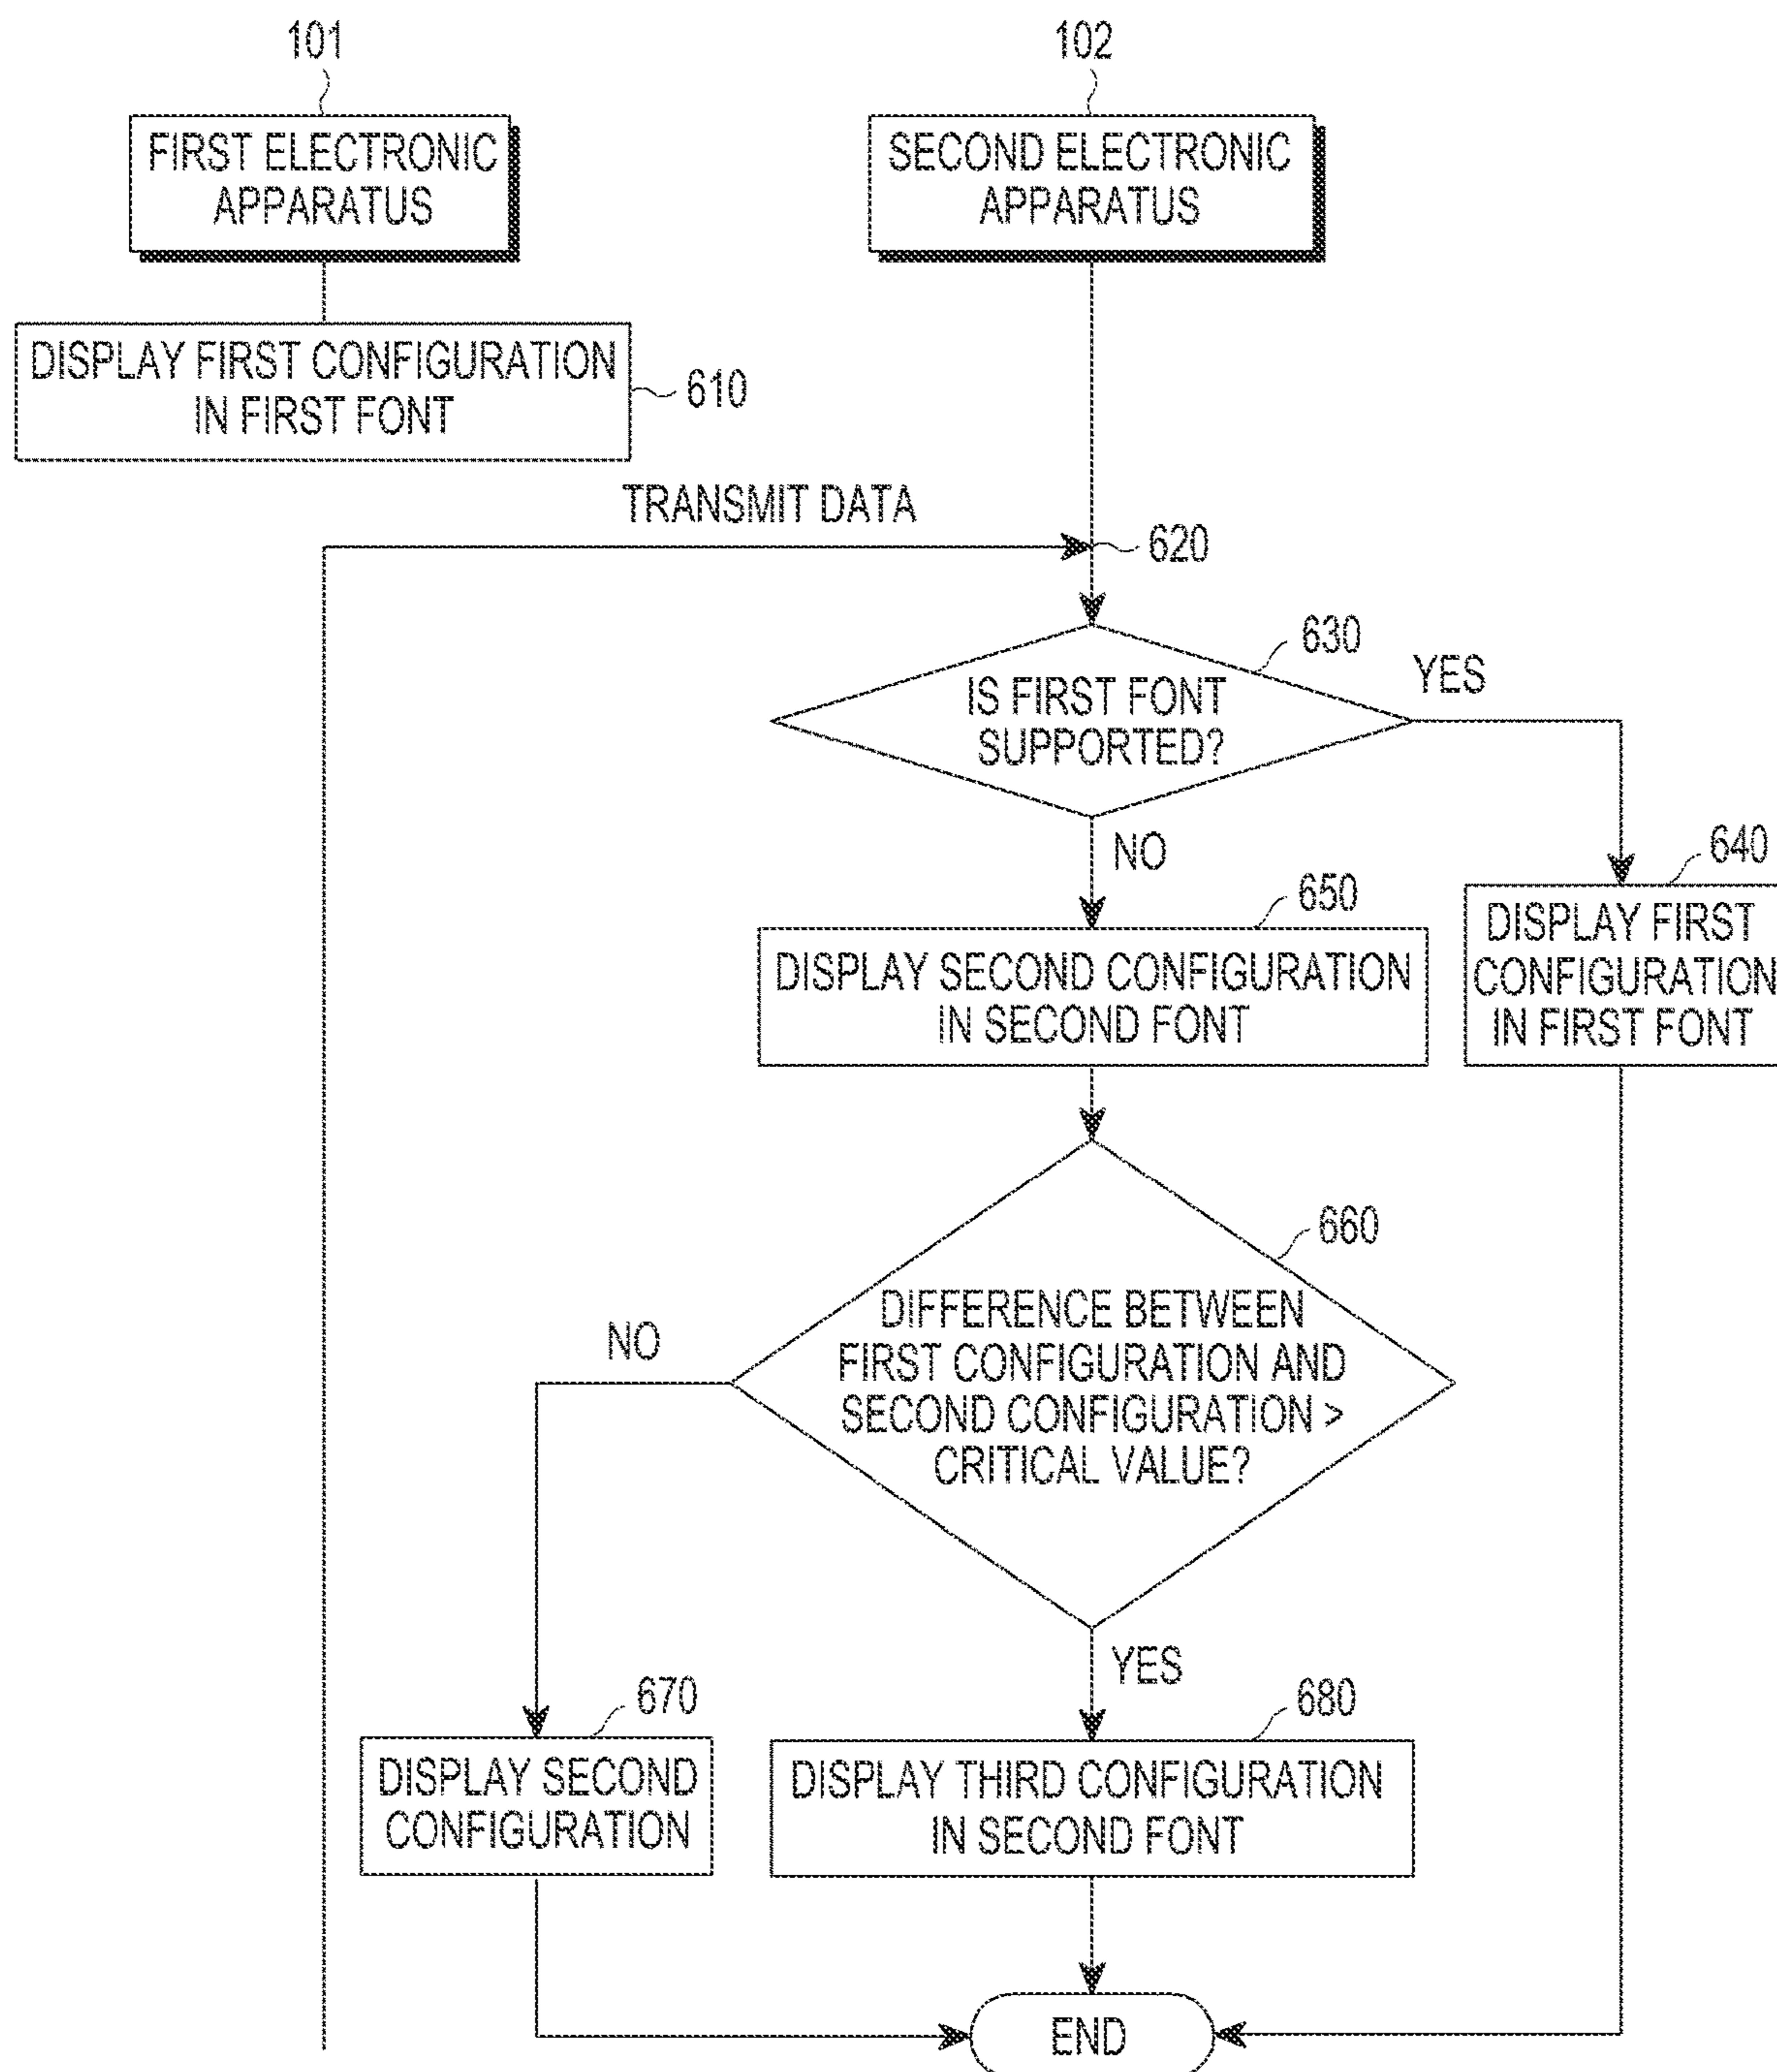 101
102
FIRST ELECTRONIC
APPARATUS
SECOND ELECTRONIC
APPARATUS
DISPLAY FIRST CONFIGURATION
IN FIRST FONT
610
TRANSMIT DATA
620
630
IS FIRST FONT
SUPPORTED?
YES
NO
640
DISPLAY FIRST
CONFIGURATION
IN FIRST FONT
650
DISPLAY SECOND CONFIGURATION
IN SECOND FONT
660
DIFFERENCE BETWEEN
FIRST CONFIGURATION AND
SECOND CONFIGURATION >
CRITICAL VALUE?
NO
YES
670
DISPLAY SECOND
CONFIGURATION
680
DISPLAY THIRD CONFIGURATION
IN SECOND FONT
END